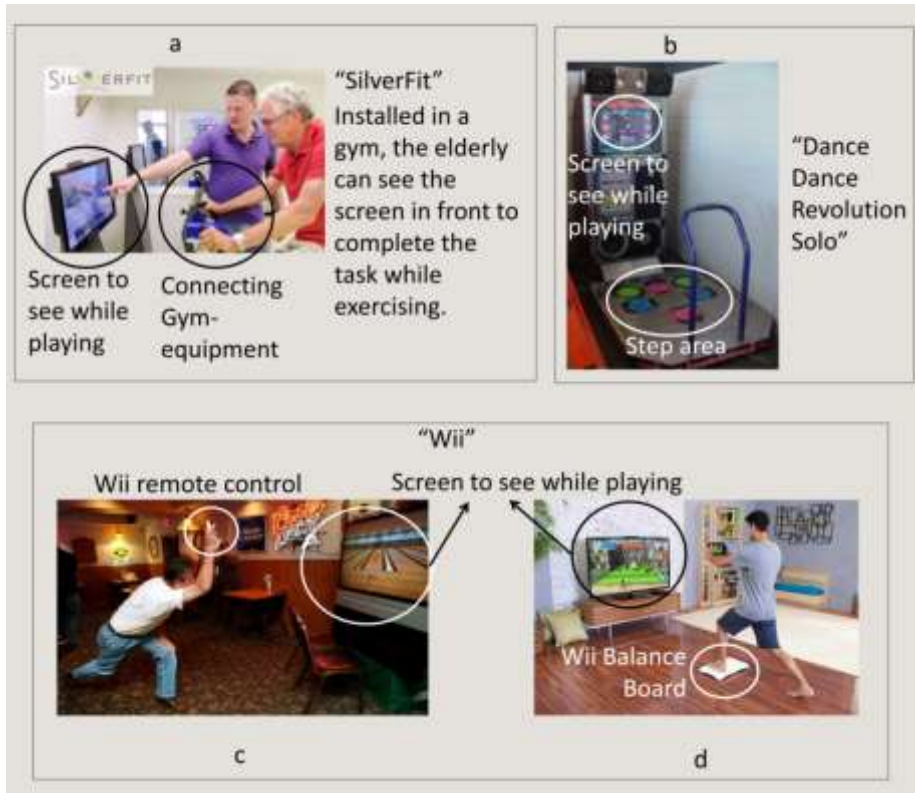 a
SILVERFIT
"SilverFit"
Installed in a
gym, the elderly
can see the
screen in front to
complete the
task while
exercising.
Screen to
see while
playing
Connecting
Gym-
equipment
b
Screen to
see while
playing
Step area
"Dance
Dance
Revolution
Solo"
"Wii"
Wii remote control
Screen to see while playing
Wii Balance
Board
c
d